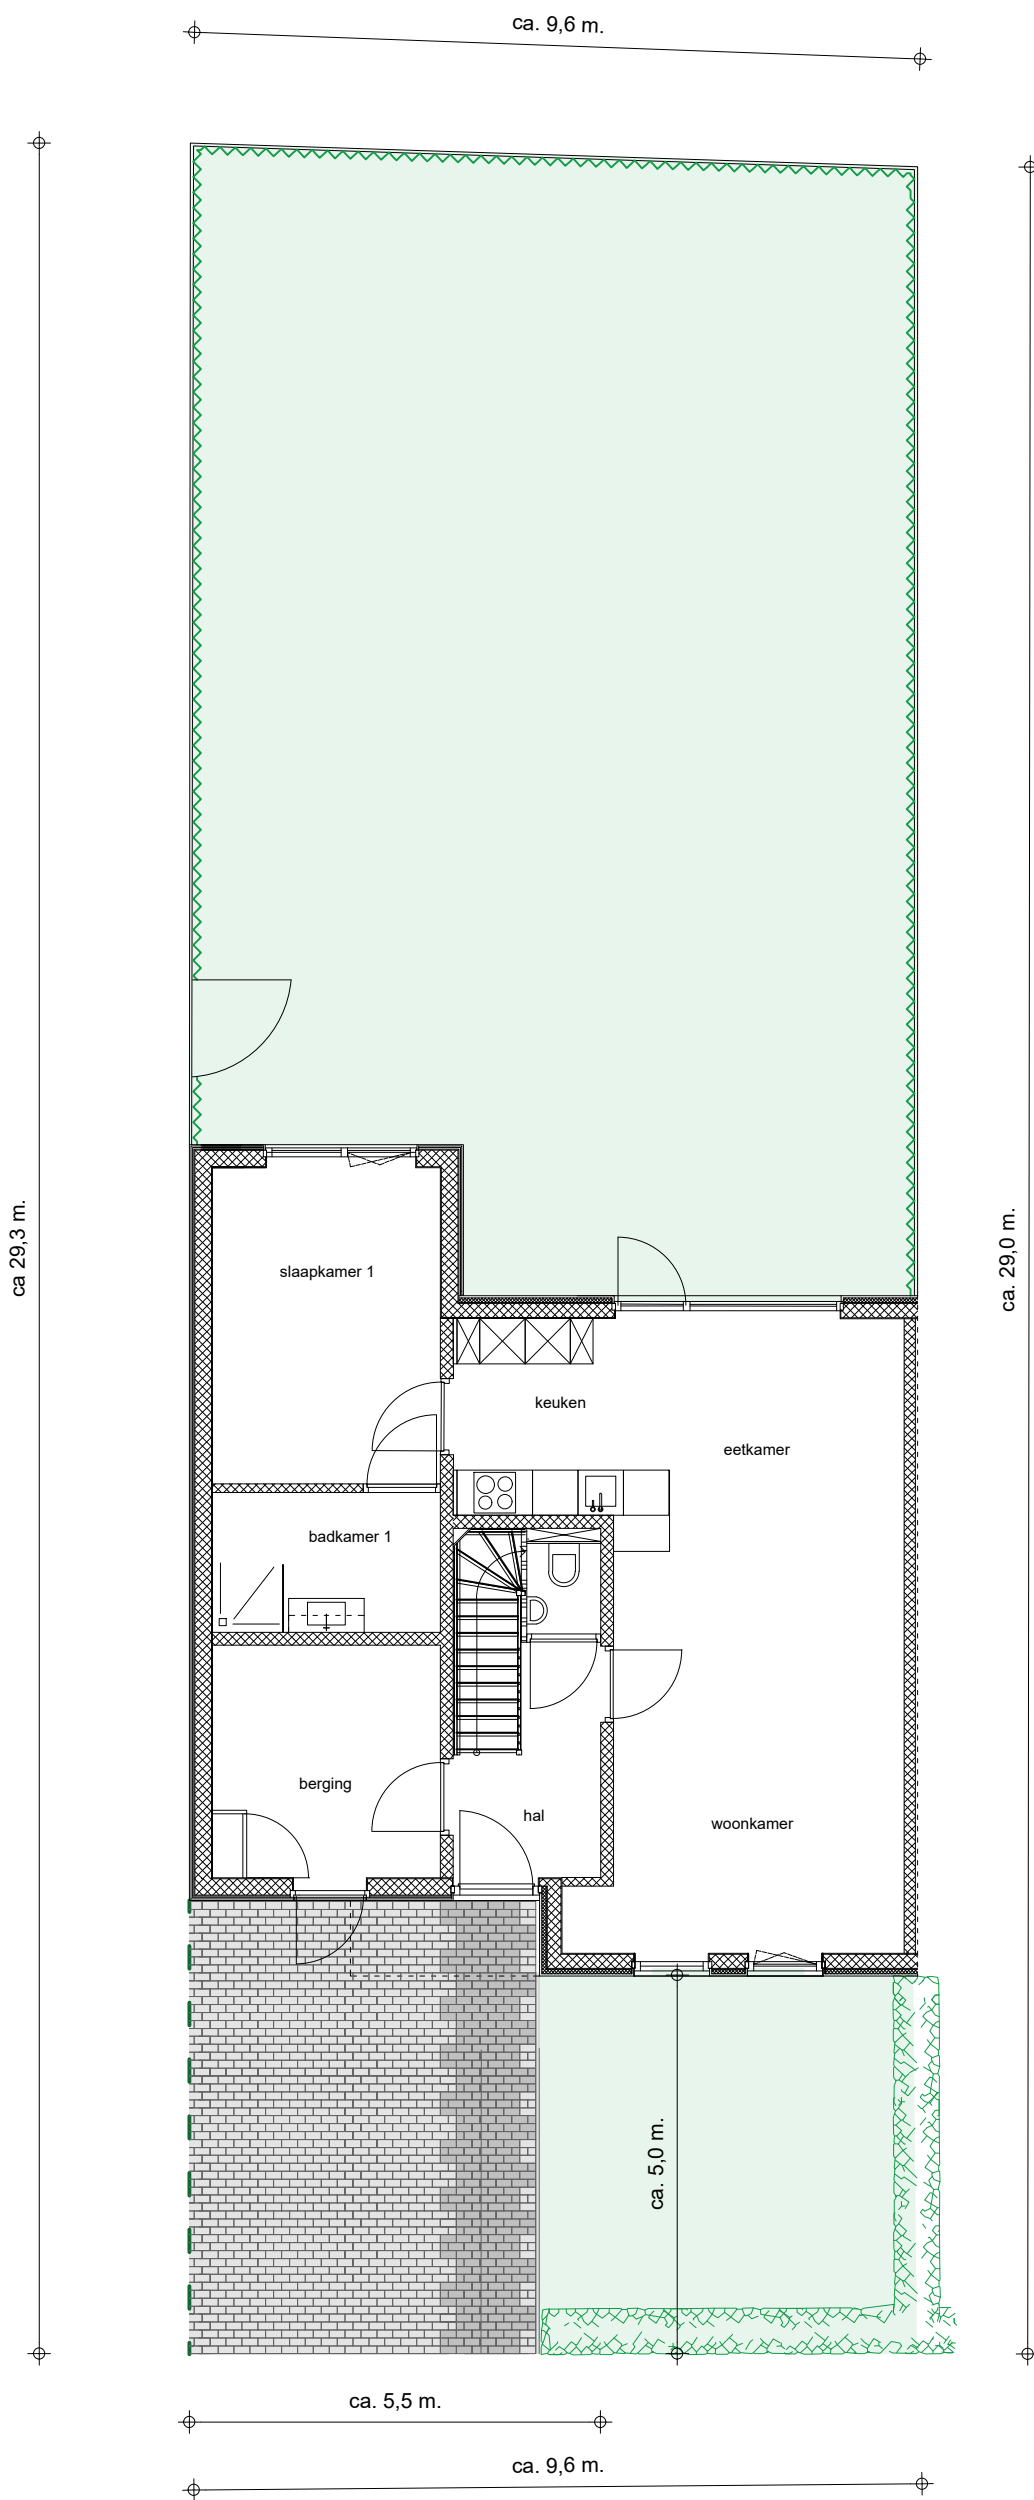 ca. 9,6 m.
ca 29,3 m.
ca. 29,0 m.
slaapkamer 1
keuken
eetkamer
badkamer 1
berging
hal
woonkamer
ca. 5,0 m.
ca. 5,5 m.
ca. 9,6 m.